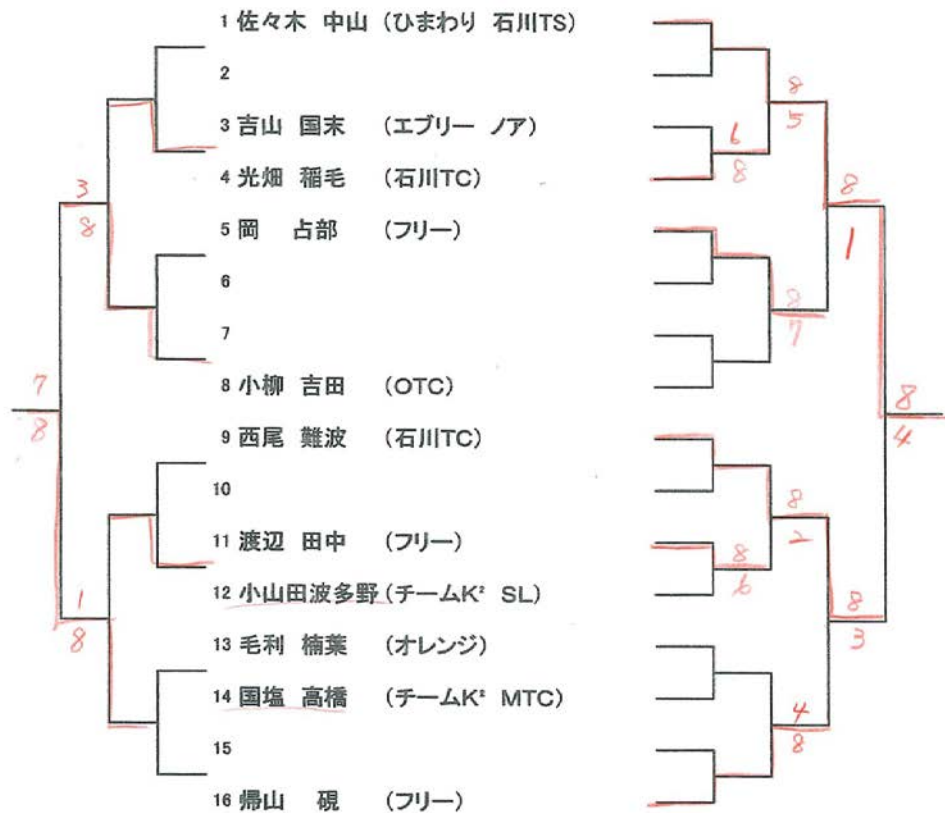 1 佐々木 中山 (ひまわり 石川TS)
2
3 吉山 国末 (エブリー ノア)
4 光畑 稲毛 (石川TC)
5 岡 占部 (フリー)
6
7
8 小柳 吉田 (OTC)
9 西尾 難波 (石川TC)
10
11 渡辺 田中 (フリー)
12 小山田波多野(チームK² SL)
13 毛利 楠葉 (オレンジ)
14 国塩 高橋 (チームK² MTC)
15
16 帰山 硯 (フリー)
3
8
7
8
1
8
6
8
8
5
8
7
8
1
8
4
8
6
8
2
4
8
8
3